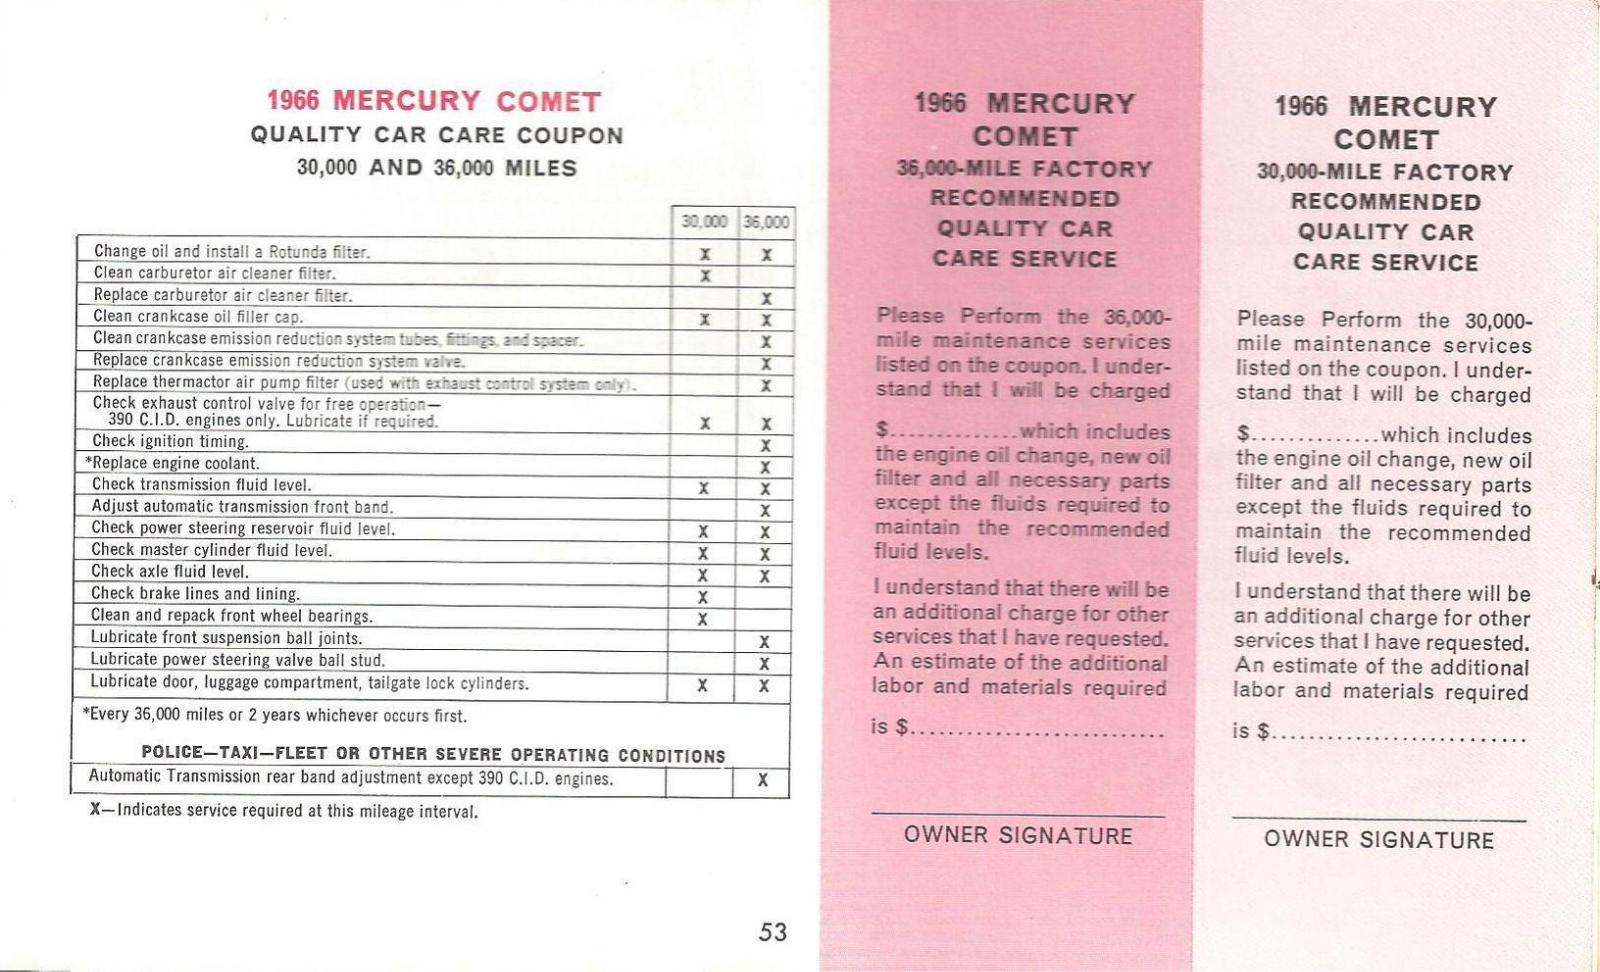 1966 MERCURY COMET
QUALITY CAR CARE COUPON
30,000 AND 36,000 MILES
30,000 36,000
Change oil and install a Rotunda filter. X X
Clean carburetor air cleaner filter. X
Replace carburetor air cleaner filter. X
Clean crankcase oil filler cap. X X
Clean crankcase emission reduction system tubes, fittings, and spacer. X
Replace crankcase emission reduction system valve. X
Replace thermactor air pump filter (used with exhaust control system only). X
Check exhaust control valve for free operation—
390 C.I.D. engines only. Lubricate if required. X X
Check ignition timing. X
*Replace engine coolant. X
Check transmission fluid level. X X
Adjust automatic transmission front band. X
Check power steering reservoir fluid level. X X
Check master cylinder fluid level. X X
Check axle fluid level. X X
Check brake lines and lining. X
Clean and repack front wheel bearings. X
Lubricate front suspension ball joints. X
Lubricate power steering valve ball stud. X
Lubricate door, luggage compartment, tailgate lock cylinders. X X
*Every 36,000 miles or 2 years whichever occurs first.
POLICE—TAXI—FLEET OR OTHER SEVERE OPERATING CONDITIONS
Automatic Transmission rear band adjustment except 390 C.I.D. engines. X
X—Indicates service required at this mileage interval.
53
1966 MERCURY
COMET
36,000-MILE FACTORY
RECOMMENDED
QUALITY CAR
CARE SERVICE
Please Perform the 36,000-
mile maintenance services
listed on the coupon. I under-
stand that I will be charged
$..............which includes
the engine oil change, new oil
filter and all necessary parts
except the fluids required to
maintain the recommended
fluid levels.
I understand that there will be
an additional charge for other
services that I have requested.
An estimate of the additional
labor and materials required
is $...........................
OWNER SIGNATURE
1966 MERCURY
COMET
30,000-MILE FACTORY
RECOMMENDED
QUALITY CAR
CARE SERVICE
Please Perform the 30,000-
mile maintenance services
listed on the coupon. I under-
stand that I will be charged
$..............which includes
the engine oil change, new oil
filter and all necessary parts
except the fluids required to
maintain the recommended
fluid levels.
I understand that there will be
an additional charge for other
services that I have requested.
An estimate of the additional
labor and materials required
is $...........................
OWNER SIGNATURE